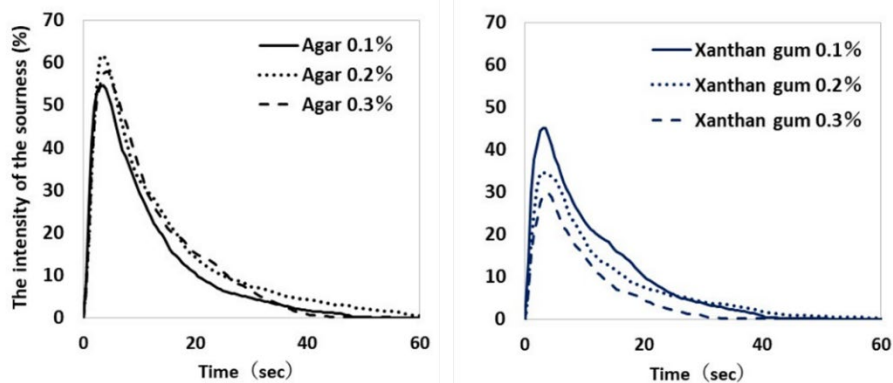 The intensity of the sourness (%)
70
60
50
40
30
20
10
0
Agar 0.1%
Agar 0.2%
Agar 0.3%
0 20 40 60
Time (sec)
70
60
50
40
30
20
10
0
Xanthan gum 0.1%
Xanthan gum 0.2%
Xanthan gum 0.3%
0 20 40 60
Time (sec)